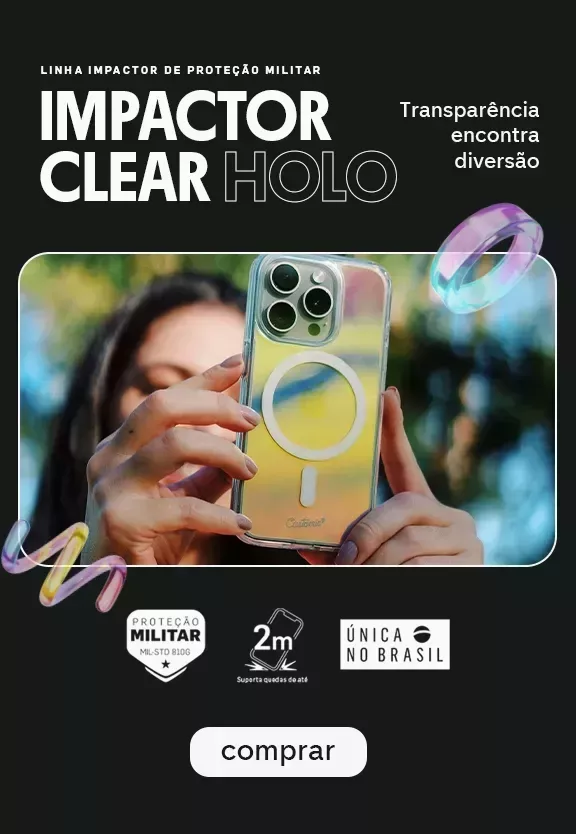 LINHA IMPACTOR DE PROTEÇÃO MILITAR
IMPACTOR
CLEAR HOLO
Transparência
encontra
diversão
Casetronic®
PROTEÇÃO
MILITAR
MIL-STD 810G
2m
Suporta quedas de até
ÚNICA
NO BRASIL
comprar